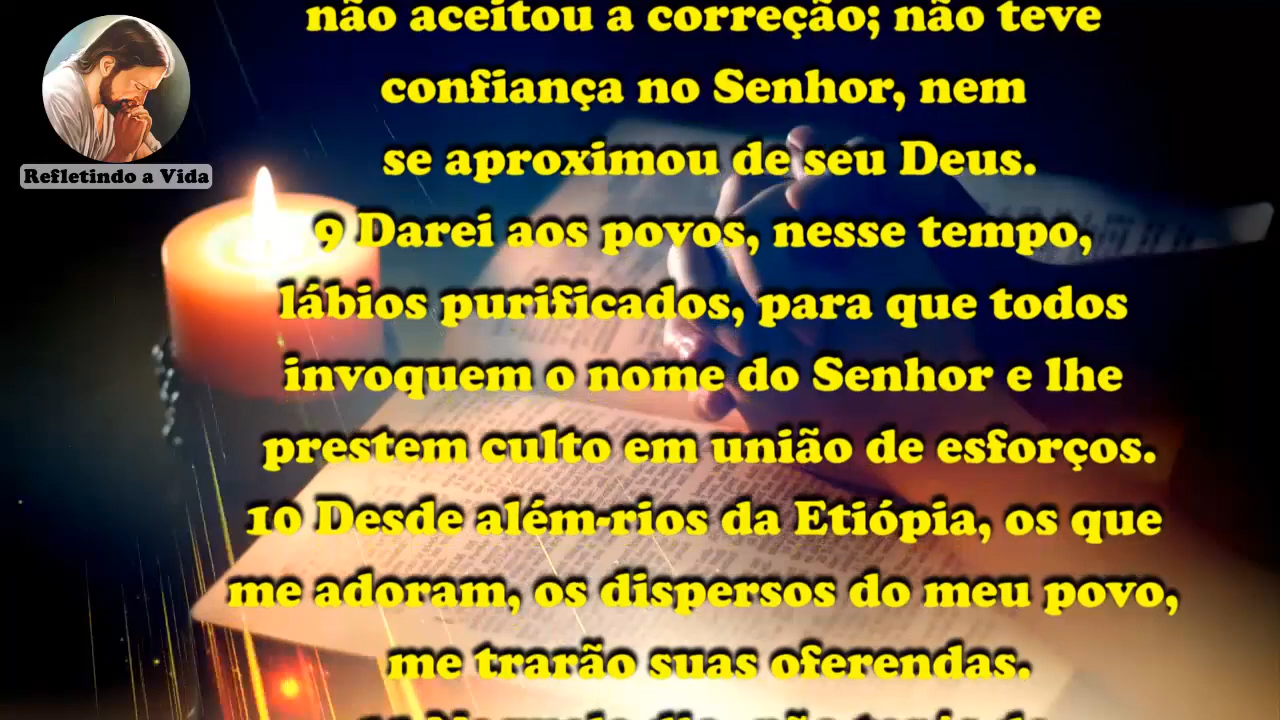 não aceitou a correção; não teve
confiança no Senhor, nem
se aproximou de seu Deus.
Refletindo a Vida
9 Darei aos povos, nesse tempo,
lábios purificados, para que todos
invoquem o nome do Senhor e lhe
prestem culto em união de esforços.
10 Desde além-rios da Etiópia, os que
me adoram, os dispersos do meu povo,
me trarão suas oferendas.